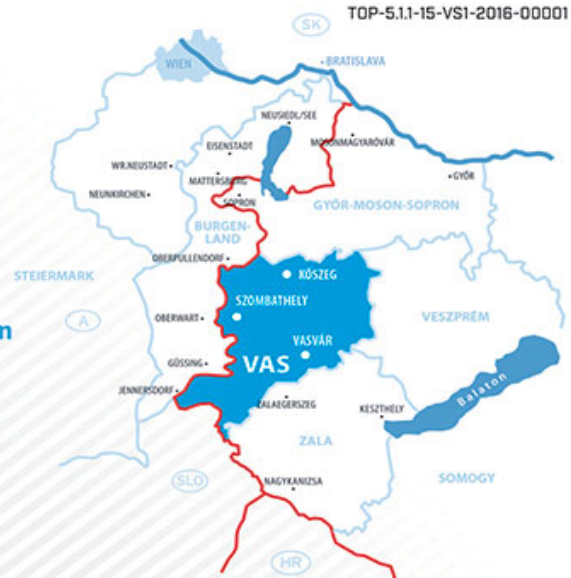 TOP-5.1.1-15-VS1-2016-00001
SK
WIEN
BRATISLAVA
NEUSIEDL/SEE
EISENSTADT
MOSONMAGYARÓVÁR
WR.NEUSTADT
MATTERSBURG
GYŐR
NEUNKIRCHEN
SOPRON
GYŐR-MOSON-SOPRON
BURGEN-
LAND
OBERPULLENDORF
STEIERMARK
KŐSZEG
SZOMBATHELY
A
OBERWART
VESZPRÉM
n
VASVÁR
GÜSSING
VAS
JENNERSDORF
Balaton
ZALAEGERSZEG
KESZTHELY
ZALA
SLO
SOMOGY
NAGYKANIZSA
HR